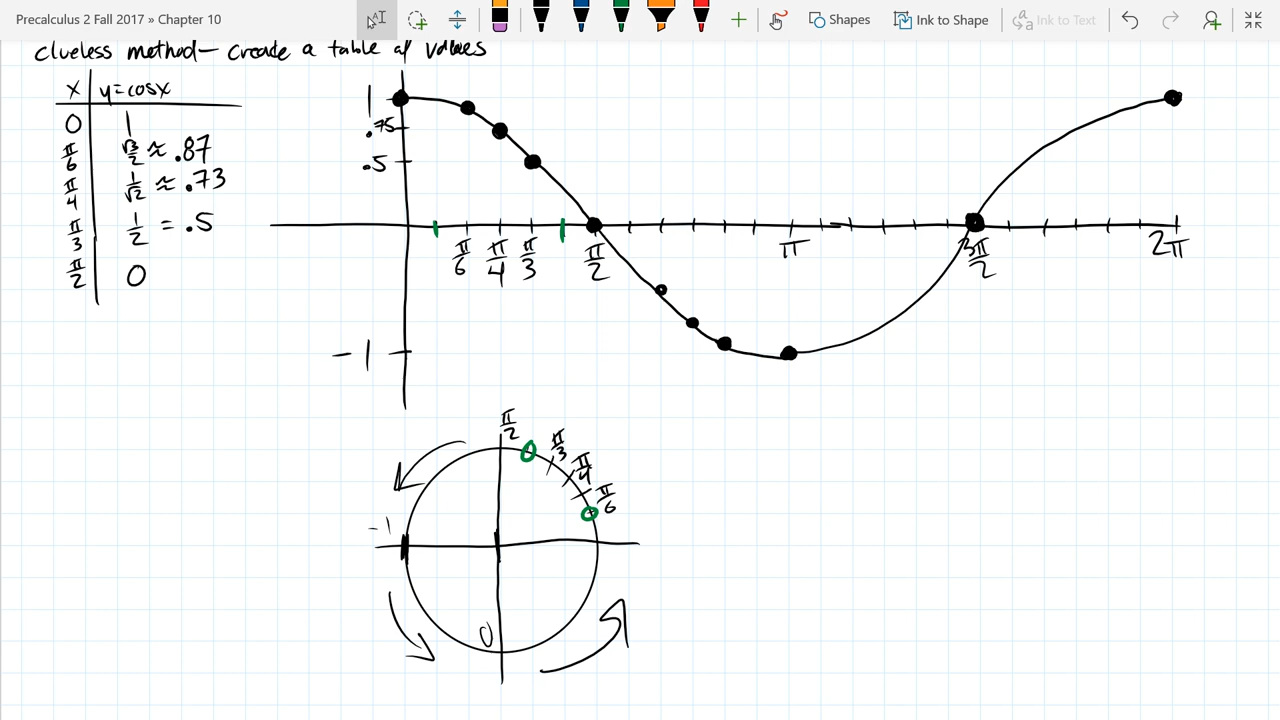 Precalculus 2 Fall 2017 » Chapter 10
Shapes
Ink to Shape
Ink to Text
clueless method – create a table of values
x y=cosx
0 1
π/6 √3/2 ≈ .87
π/4 1/√2 ≈ .73
π/3 1/2 = .5
π/2 0
1
.75
.5
-1
π/6 π/4 π/3 π/2 π 3π/2 2π
π/2
π/3
π/4
π/6
-1
0